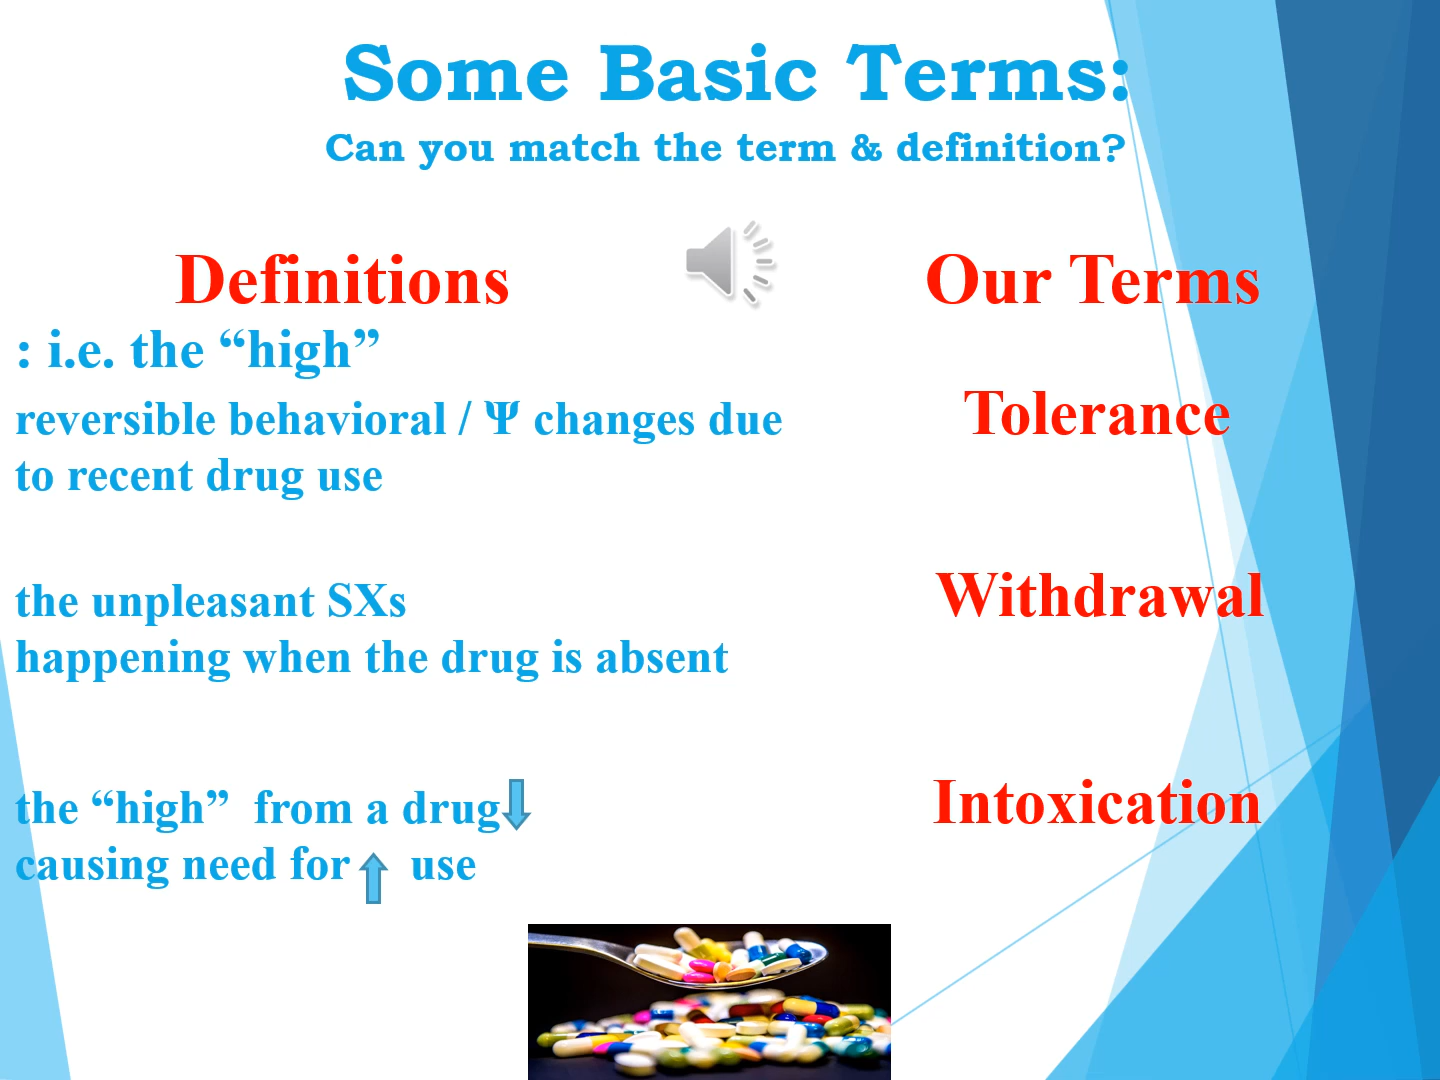 Some Basic Terms:
Can you match the term & definition?
Definitions
: i.e. the “high”
reversible behavioral / Ψ changes due
to recent drug use
the unpleasant SXs
happening when the drug is absent
the “high” from a drug
causing need for use
Our Terms
Tolerance
Withdrawal
Intoxication